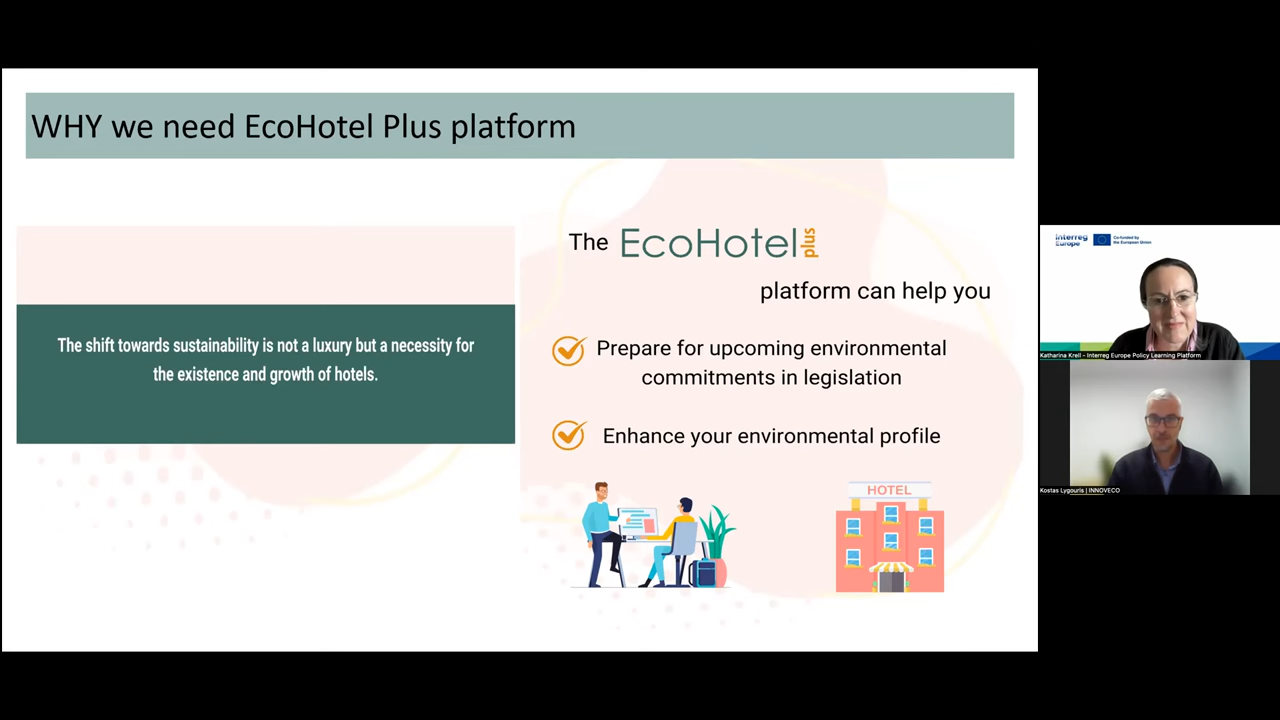 WHY we need EcoHotel Plus platform
The shift towards sustainability is not a luxury but a necessity for
the existence and growth of hotels.
The EcoHotel plus
platform can help you
Prepare for upcoming environmental
commitments in legislation
Enhance your environmental profile
HOTEL
Interreg
Europe
Co-funded by
the European Union
Katharina Krell - Interreg Europe Policy Learning Platform
Kostas Lygouris | INNOVECO